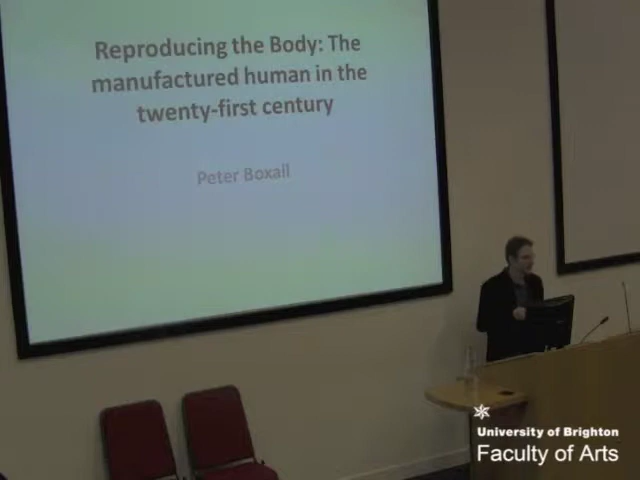 Reproducing the Body: The
manufactured human in the
twenty-first century
Peter Boxall
University of Brighton
Faculty of Arts